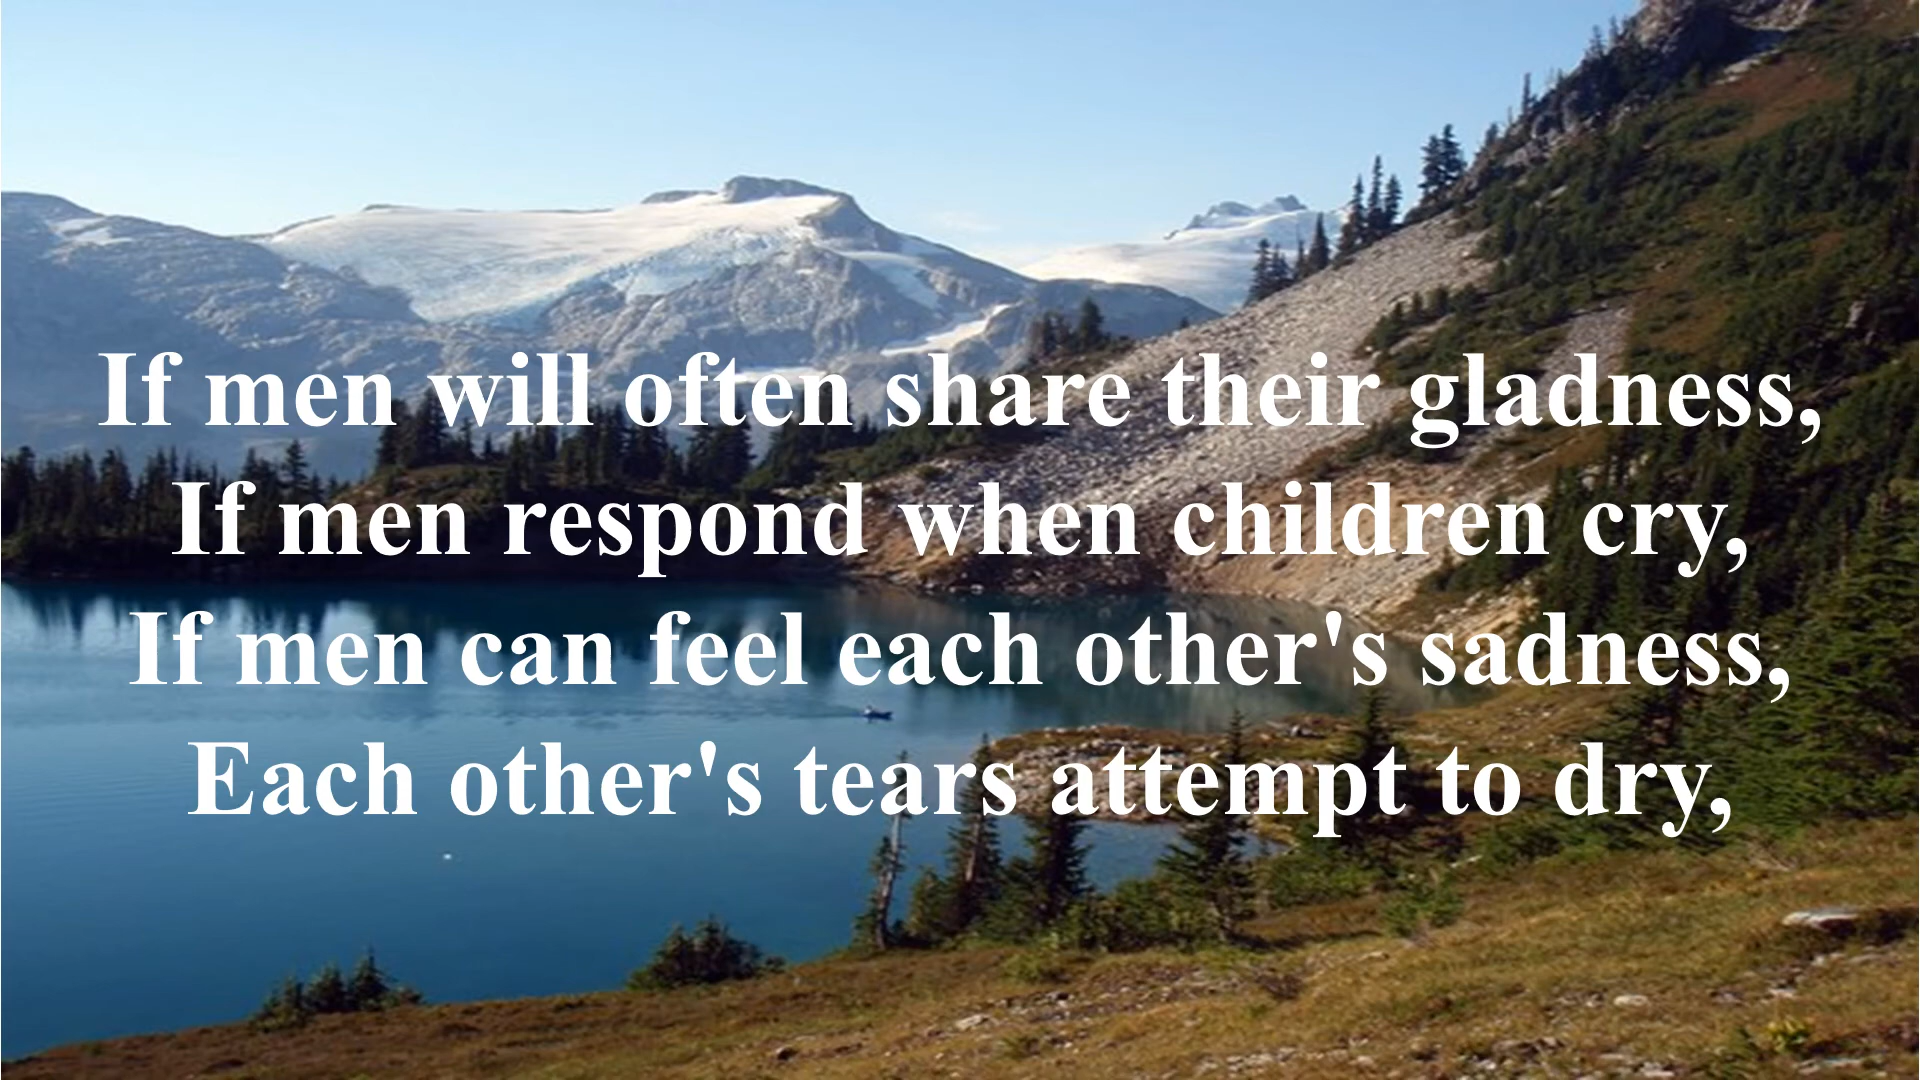 If men will often share their gladness,
If men respond when children cry,
If men can feel each other's sadness,
Each other's tears attempt to dry,